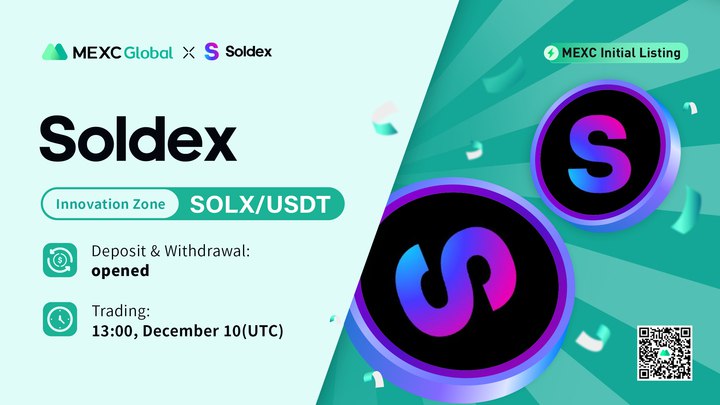 MEXC Global × S Soldex
MEXC Initial Listing
Soldex
Innovation Zone SOLX/USDT
Deposit & Withdrawal:
opened
Trading:
13:00, December 10(UTC)
S
S